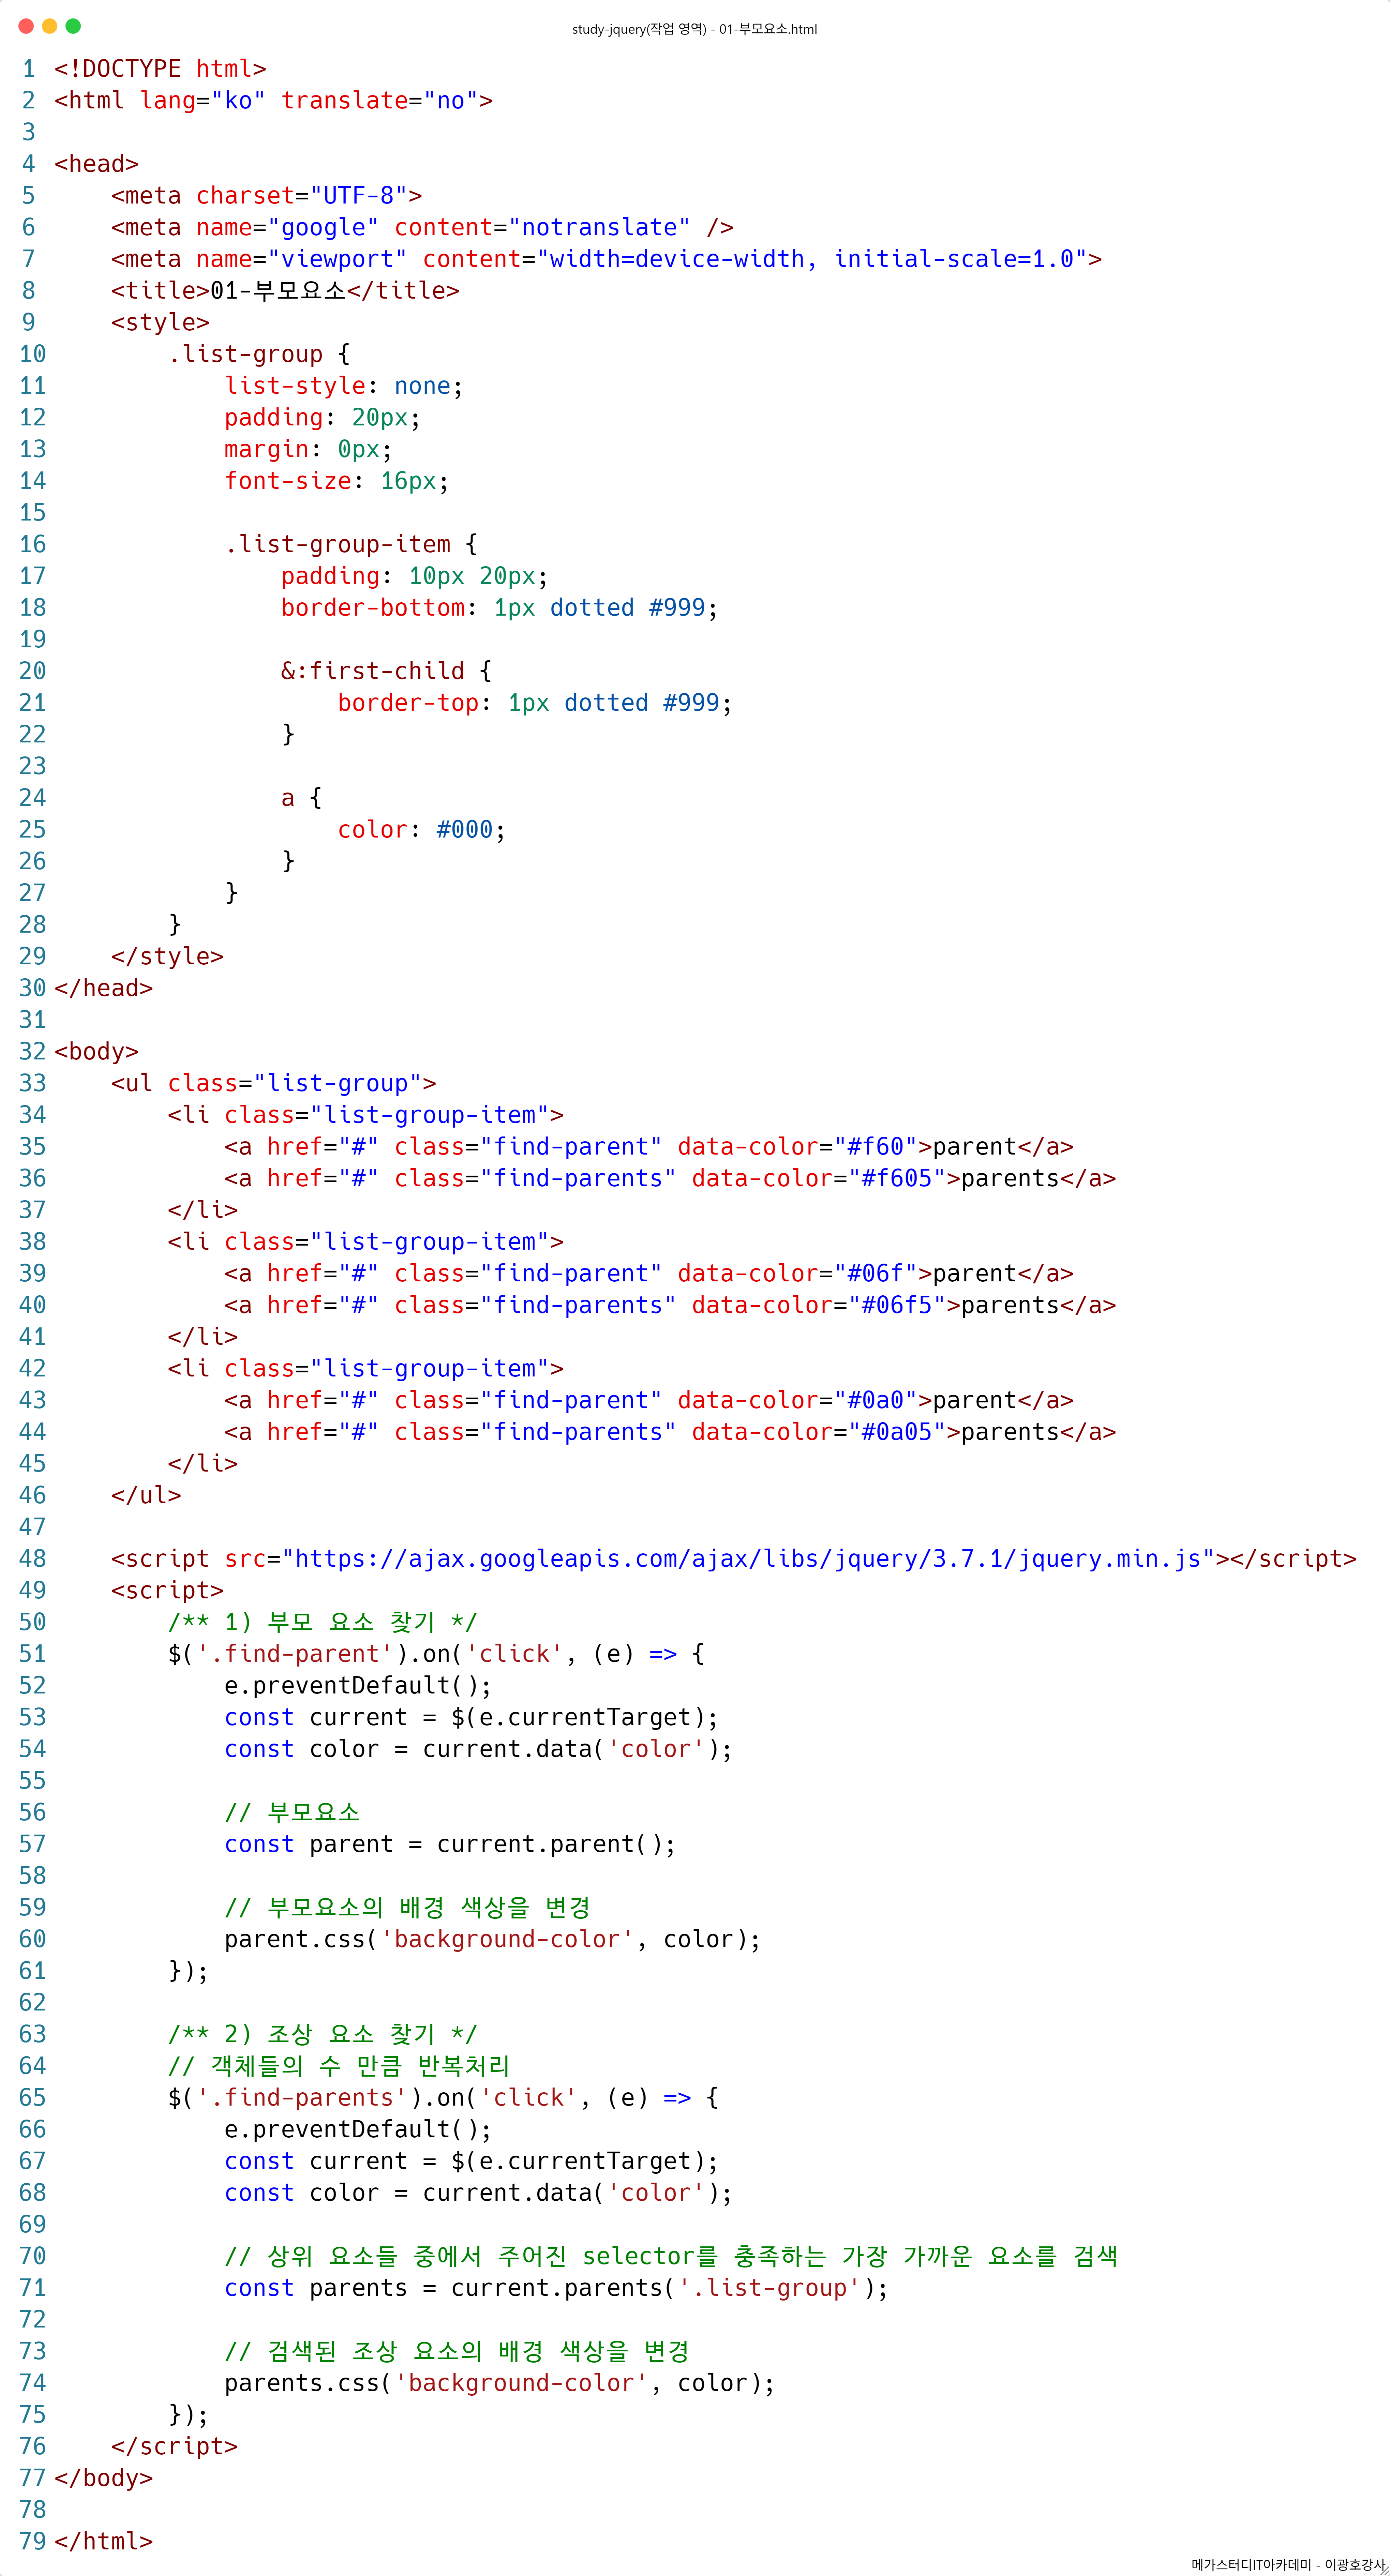 study-jquery(작업 영역) - 01-부모요소.html
1 <!DOCTYPE html>
2 <html lang="ko" translate="no">
3
4 <head>
5     <meta charset="UTF-8">
6     <meta name="google" content="notranslate" />
7     <meta name="viewport" content="width=device-width, initial-scale=1.0">
8     <title>01-부모요소</title>
9     <style>
10         .list-group {
11             list-style: none;
12             padding: 20px;
13             margin: 0px;
14             font-size: 16px;
15
16             .list-group-item {
17                 padding: 10px 20px;
18                 border-bottom: 1px dotted #999;
19
20                 &:first-child {
21                     border-top: 1px dotted #999;
22                 }
23
24                 a {
25                     color: #000;
26                 }
27             }
28         }
29     </style>
30 </head>
31
32 <body>
33     <ul class="list-group">
34         <li class="list-group-item">
35             <a href="#" class="find-parent" data-color="#f60">parent</a>
36             <a href="#" class="find-parents" data-color="#f605">parents</a>
37         </li>
38         <li class="list-group-item">
39             <a href="#" class="find-parent" data-color="#06f">parent</a>
40             <a href="#" class="find-parents" data-color="#06f5">parents</a>
41         </li>
42         <li class="list-group-item">
43             <a href="#" class="find-parent" data-color="#0a0">parent</a>
44             <a href="#" class="find-parents" data-color="#0a05">parents</a>
45         </li>
46     </ul>
47
48     <script src="https://ajax.googleapis.com/ajax/libs/jquery/3.7.1/jquery.min.js"></script>
49     <script>
50         /** 1) 부모 요소 찾기 */
51         $('.find-parent').on('click', (e) => {
52             e.preventDefault();
53             const current = $(e.currentTarget);
54             const color = current.data('color');
55
56             // 부모요소
57             const parent = current.parent();
58
59             // 부모요소의 배경 색상을 변경
60             parent.css('background-color', color);
61         });
62
63         /** 2) 조상 요소 찾기 */
64         // 객체들의 수 만큼 반복처리
65         $('.find-parents').on('click', (e) => {
66             e.preventDefault();
67             const current = $(e.currentTarget);
68             const color = current.data('color');
69
70             // 상위 요소들 중에서 주어진 selector를 충족하는 가장 가까운 요소를 검색
71             const parents = current.parents('.list-group');
72
73             // 검색된 조상 요소의 배경 색상을 변경
74             parents.css('background-color', color);
75         });
76     </script>
77 </body>
78
79 </html>
메가스터디IT아카데미 - 이광호강사